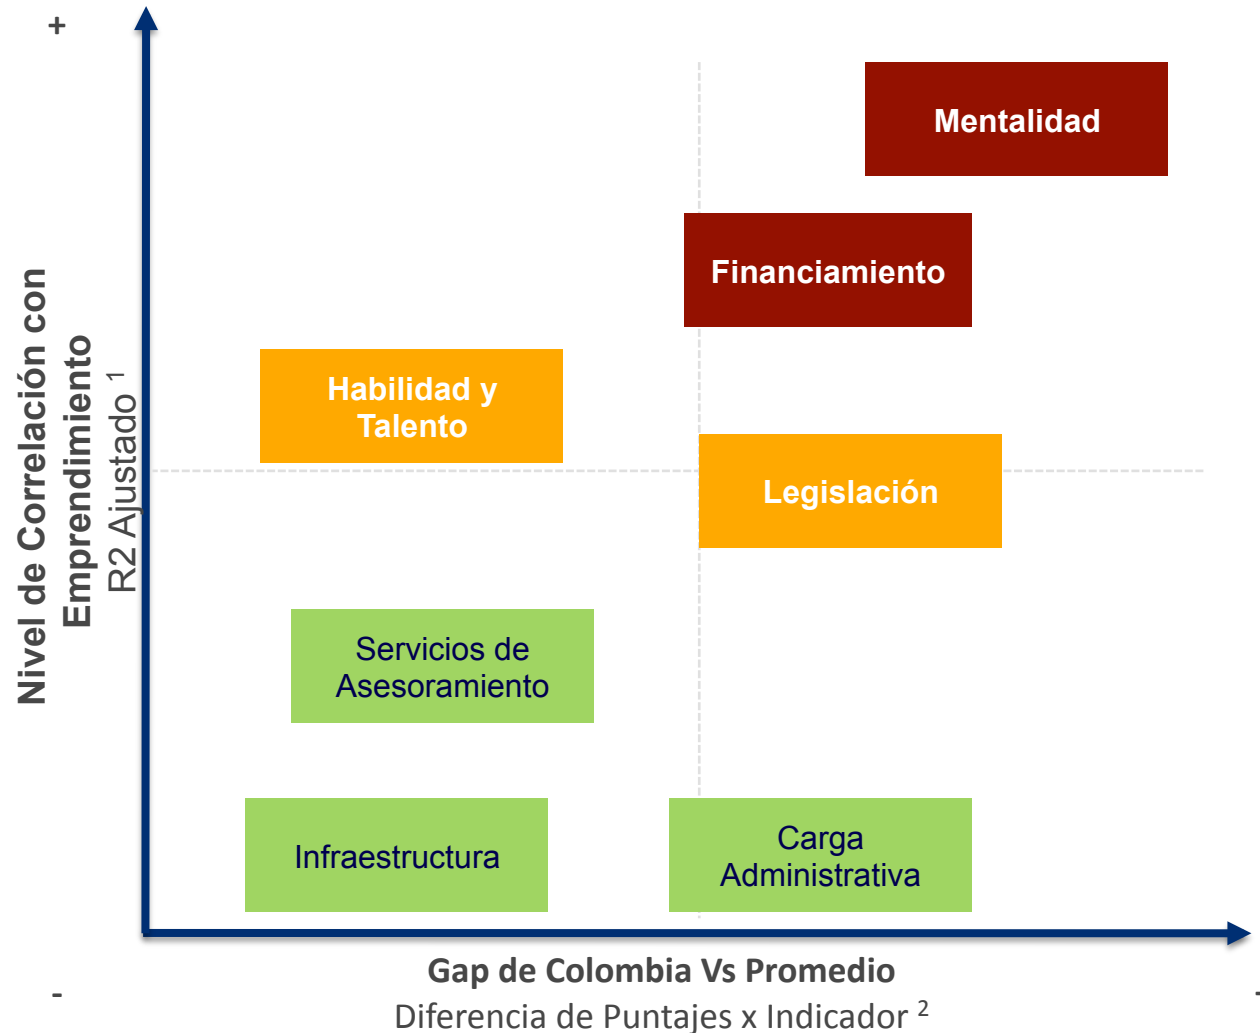 +
Mentalidad
Financiamiento
Habilidad y
Talento
Legislación
Servicios de
Asesoramiento
Infraestructura
Carga
Administrativa
Nivel de Correlación con
Emprendimiento
R2 Ajustado ¹
-
Gap de Colombia Vs Promedio
Diferencia de Puntajes x Indicador ²